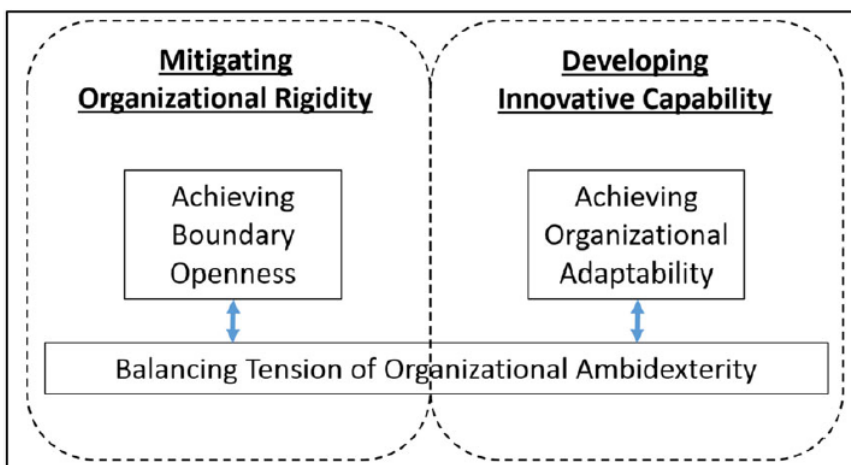 Mitigating
Organizational Rigidity
Achieving
Boundary
Openness
Developing
Innovative Capability
Achieving
Organizational
Adaptability
Balancing Tension of Organizational Ambidexterity